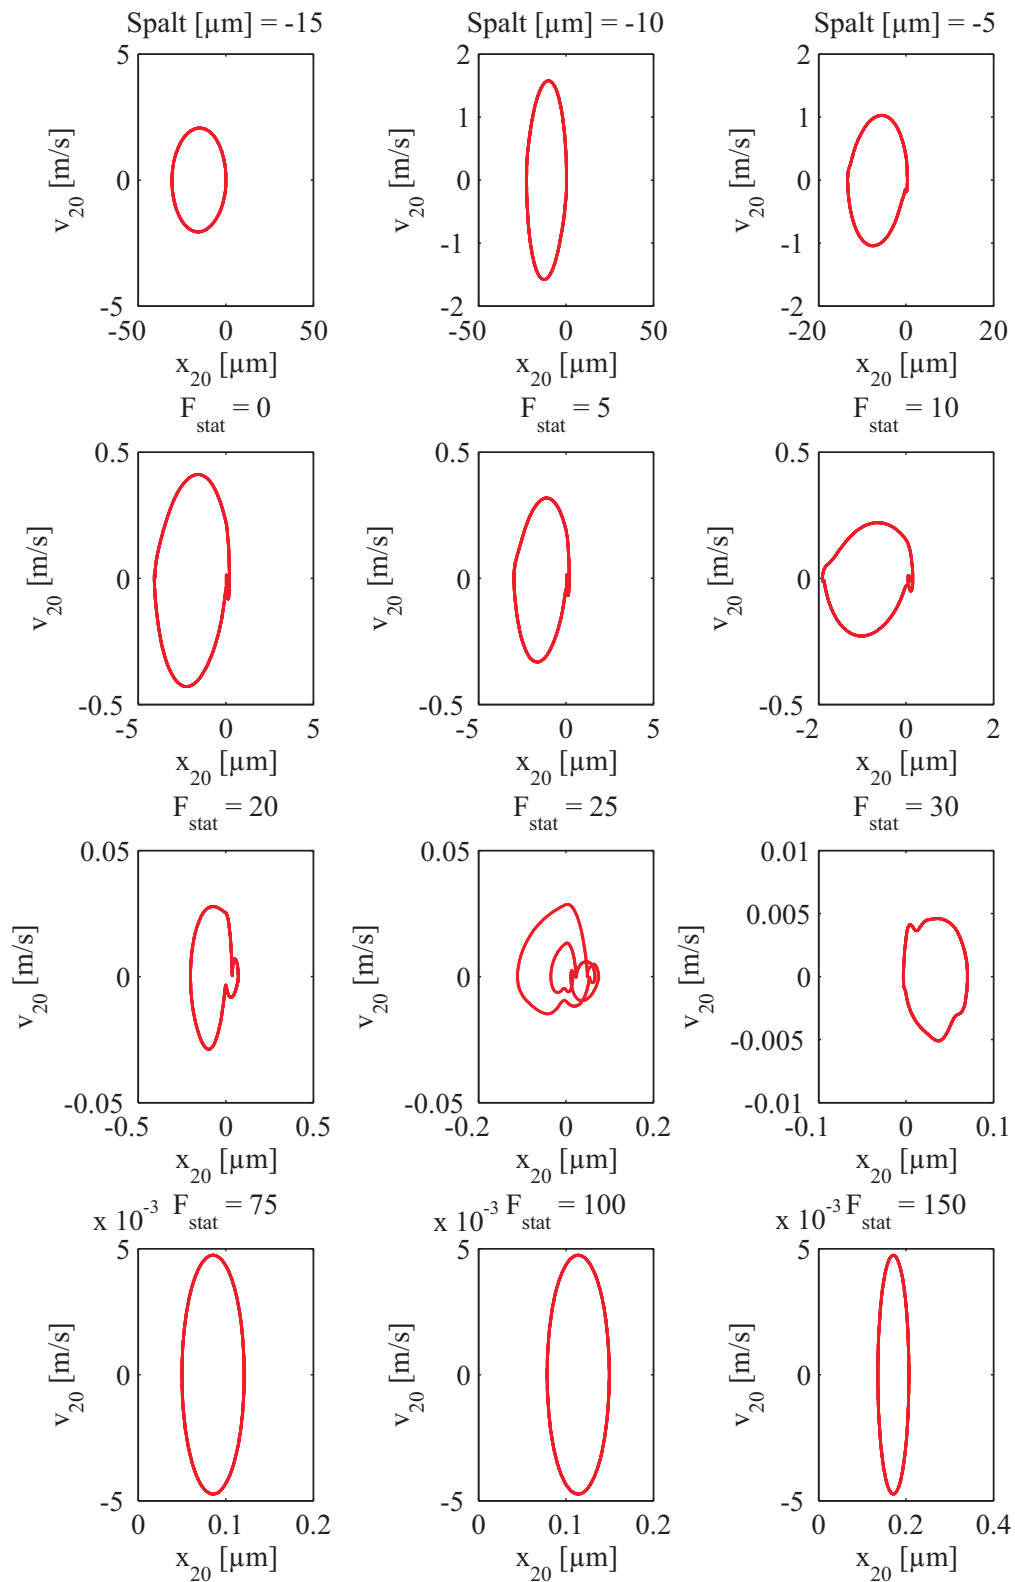 Spalt [µm] = -15 Spalt [µm] = -10 Spalt [µm] = -5
5 2 2
1 1
v20 [m/s] 0 v20 [m/s] 0 v20 [m/s] 0
-1 -1
-5 -2 -2
-50 0 50 -50 0 50 -20 0 20
x20 [µm] x20 [µm] x20 [µm]
Fstat = 0 Fstat = 5 Fstat = 10
0.5 0.5 0.5
v20 [m/s] 0 v20 [m/s] 0 v20 [m/s] 0
-0.5 -0.5 -0.5
-5 0 5 -5 0 5 -2 0 2
x20 [µm] x20 [µm] x20 [µm]
Fstat = 20 Fstat = 25 Fstat = 30
0.05 0.05 0.01
0.005
v20 [m/s] 0 v20 [m/s] 0 v20 [m/s] 0
-0.005
-0.05 -0.05 -0.01
-0.5 0 0.5 -0.2 0 0.2 -0.1 0 0.1
x20 [µm] x20 [µm] x20 [µm]
x 10-3 Fstat = 75 x 10-3 Fstat = 100 x 10-3 Fstat = 150
5 5 5
v20 [m/s] 0 v20 [m/s] 0 v20 [m/s] 0
-5 -5 -5
0 0.1 0.2 0 0.1 0.2 0 0.2 0.4
x20 [µm] x20 [µm] x20 [µm]